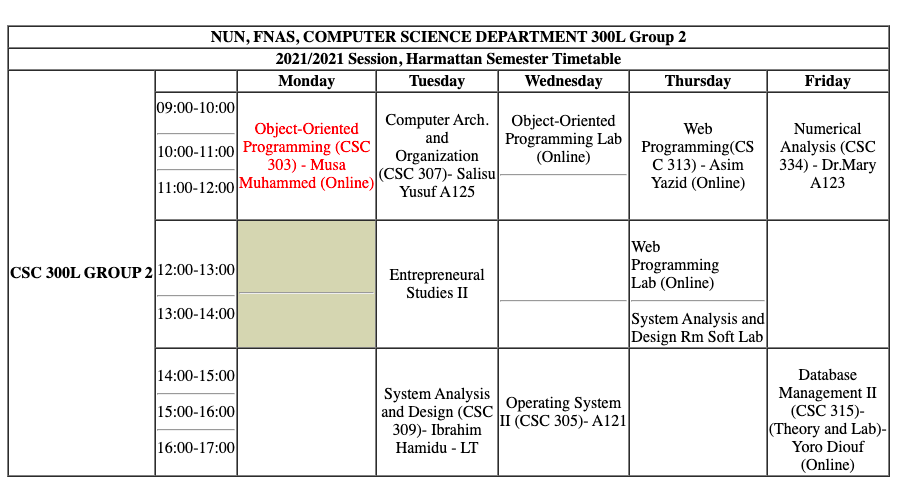 NUN, FNAS, COMPUTER SCIENCE DEPARTMENT 300L Group 2
2021/2021 Session, Harmattan Semester Timetable
Monday
Tuesday
Wednesday
Thursday
Friday
CSC 300L GROUP 2
09:00-10:00
10:00-11:00
11:00-12:00
Object-Oriented
Programming (CSC
303) - Musa
Muhammed (Online)
Computer Arch.
and
Organization
(CSC 307)- Salisu
Yusuf A125
Object-Oriented
Programming Lab
(Online)
Web
Programming(CS
C 313) - Asim
Yazid (Online)
Numerical
Analysis (CSC
334) - Dr.Mary
A123
12:00-13:00
13:00-14:00
Entrepreneural
Studies II
Web
Programming
Lab (Online)
System Analysis and
Design Rm Soft Lab
14:00-15:00
15:00-16:00
16:00-17:00
System Analysis
and Design (CSC
309)- Ibrahim
Hamidu - LT
Operating System
II (CSC 305)- A121
Database
Management II
(CSC 315)-
(Theory and Lab)-
Yoro Diouf
(Online)